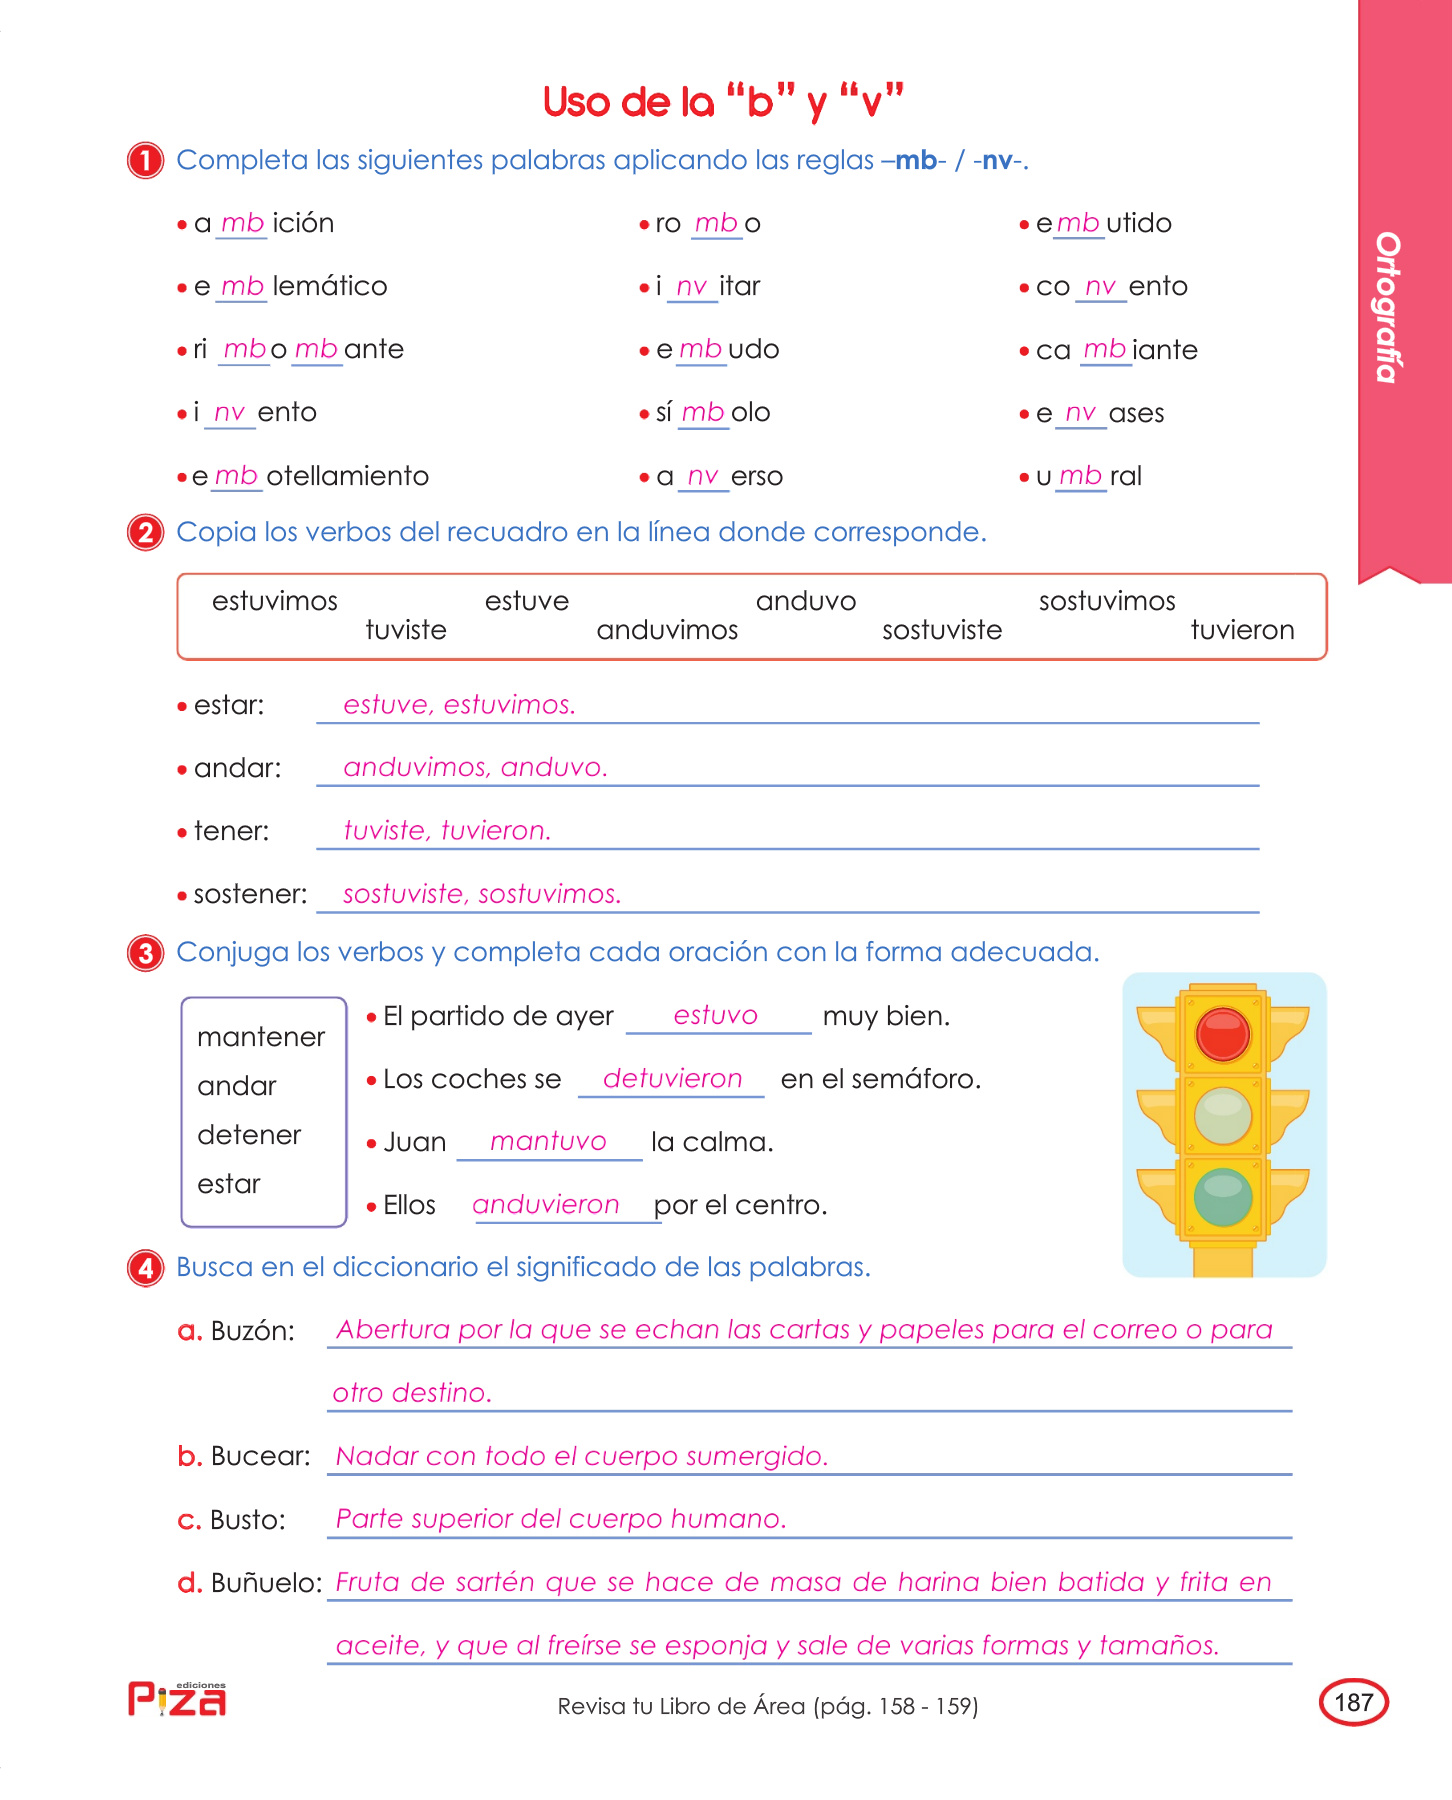 Uso de la “b” y “v”
1 Completa las siguientes palabras aplicando las reglas –mb- / -nv-.
• a mb ición • ro mb o • e mb utido
• e mb lemático • i nv itar • co nv ento
• ri mb o mb ante • e mb udo • ca mb iante
• i nv ento • sí mb olo • e nv ases
• e mb otellamiento • a nv erso • u mb ral
2 Copia los verbos del recuadro en la línea donde corresponde.
estuvimos estuve anduvo sostuvimos
tuviste anduvimos sostuviste tuvieron
• estar: estuve, estuvimos.
• andar: anduvimos, anduvo.
• tener: tuviste, tuvieron.
• sostener: sostuviste, sostuvimos.
3 Conjuga los verbos y completa cada oración con la forma adecuada.
mantener
andar
detener
estar
• El partido de ayer estuvo muy bien.
• Los coches se detuvieron en el semáforo.
• Juan mantuvo la calma.
• Ellos anduvieron por el centro.
4 Busca en el diccionario el significado de las palabras.
a. Buzón: Abertura por la que se echan las cartas y papeles para el correo o para
otro destino.
b. Bucear: Nadar con todo el cuerpo sumergido.
c. Busto: Parte superior del cuerpo humano.
d. Buñuelo: Fruta de sartén que se hace de masa de harina bien batida y frita en
aceite, y que al freírse se esponja y sale de varias formas y tamaños.
ediciones
Piza
Revisa tu Libro de Área (pág. 158 - 159)
187
Ortografía